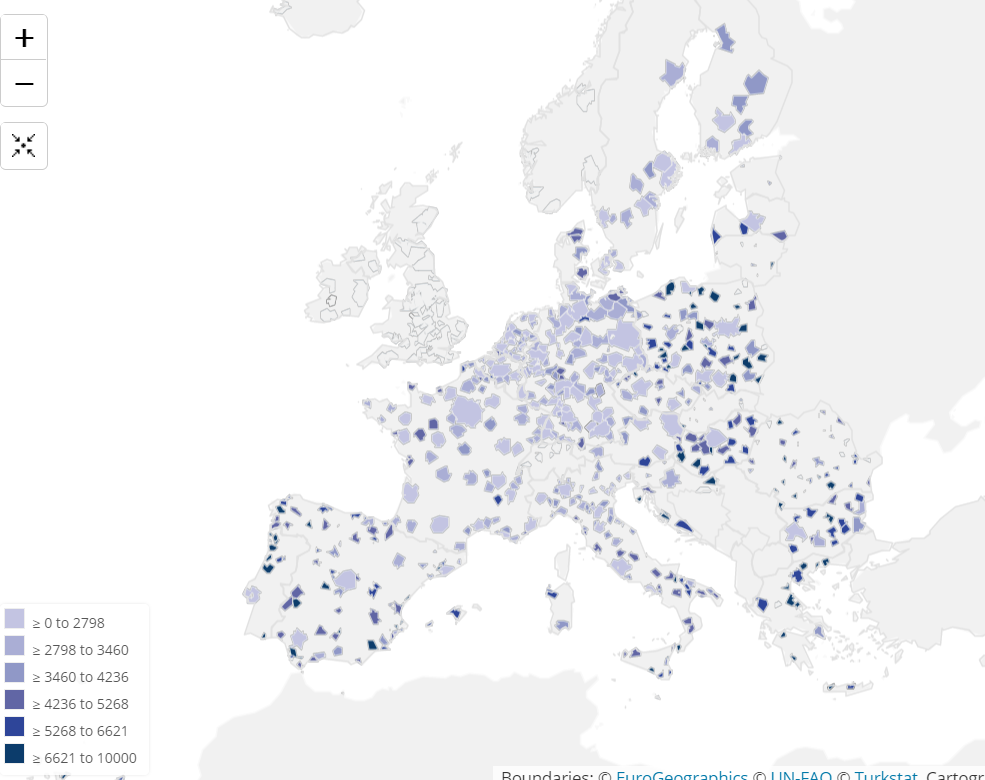 +
−
≥ 0 to 2798
≥ 2798 to 3460
≥ 3460 to 4236
≥ 4236 to 5268
≥ 5268 to 6621
≥ 6621 to 10000
Boundaries: © EuroGeographics © UN-FAO © Turkstat, Cartogr